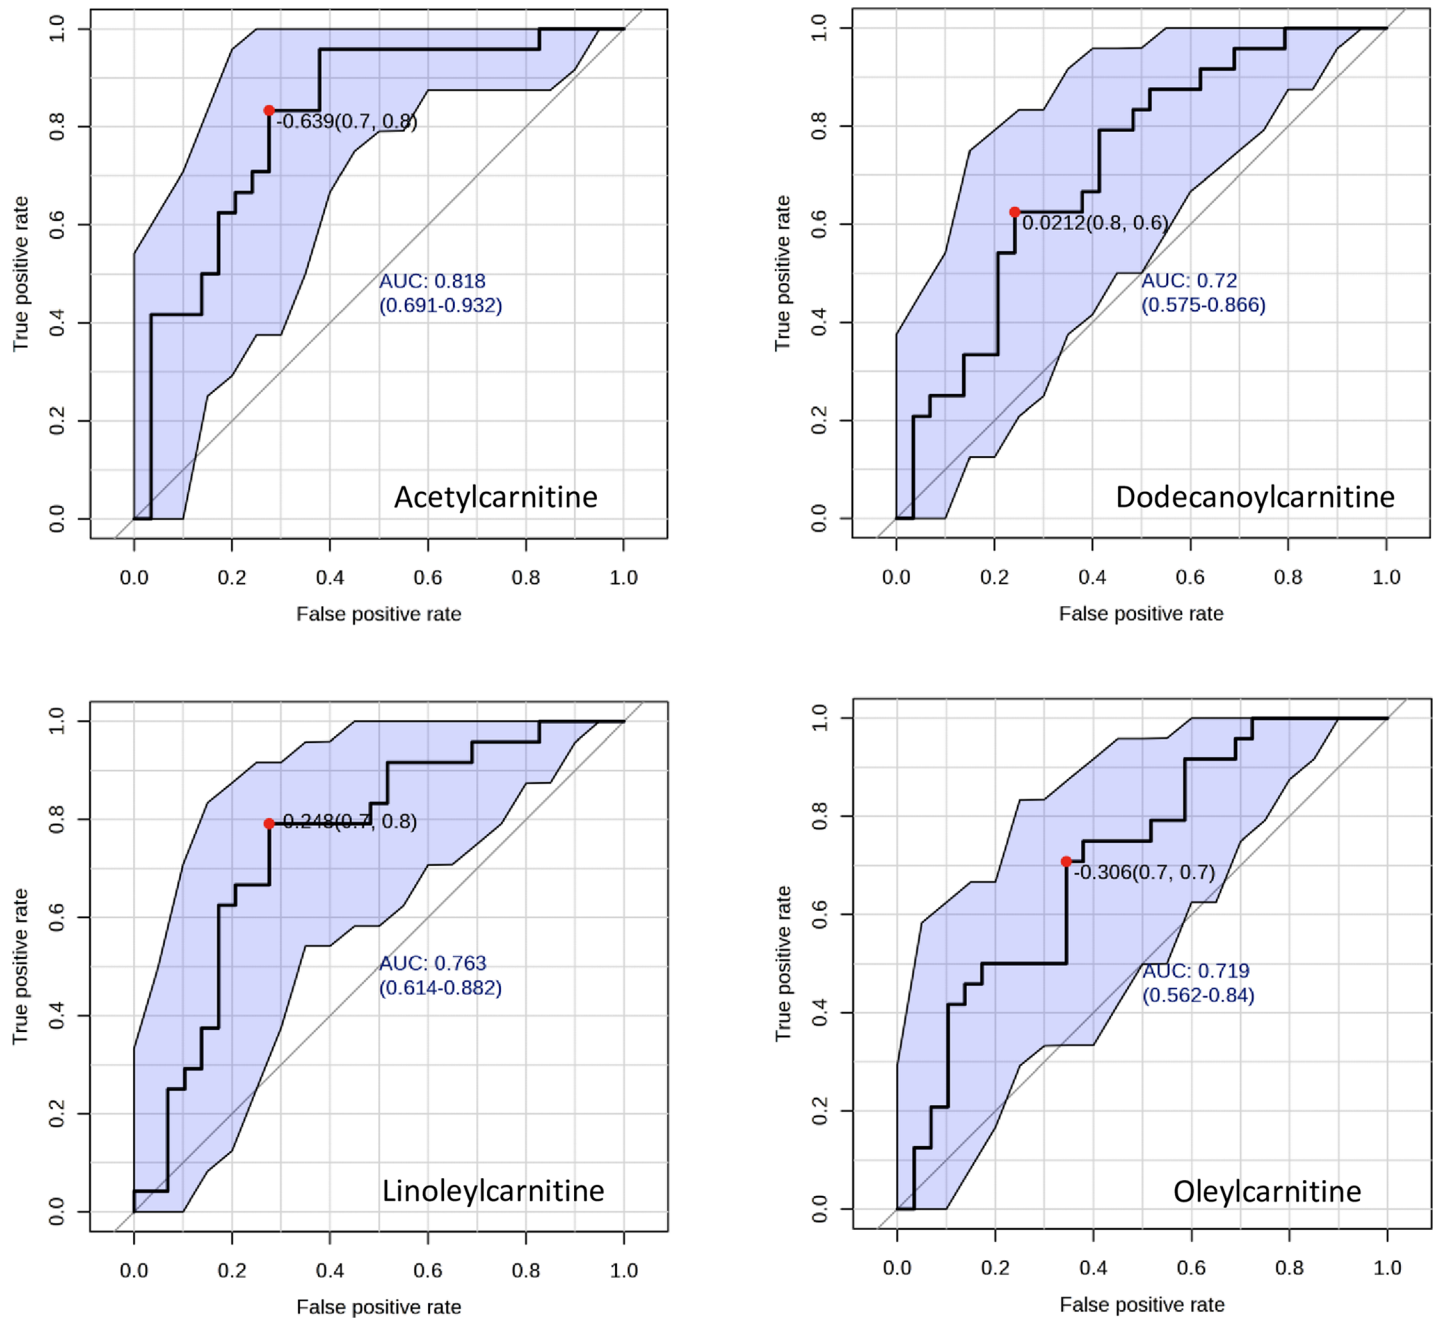 1.0
0.8
0.6
0.4
0.2
0.0
True positive rate
-0.639(0.7, 0.8)
AUC: 0.818
(0.691-0.932)
Acetylcarnitine
0.0 0.2 0.4 0.6 0.8 1.0
False positive rate
1.0
0.8
0.6
0.4
0.2
0.0
True positive rate
0.0212(0.8, 0.6)
AUC: 0.72
(0.575-0.866)
Dodecanoylcarnitine
0.0 0.2 0.4 0.6 0.8 1.0
False positive rate
1.0
0.8
0.6
0.4
0.2
0.0
True positive rate
0.248(0.7, 0.8)
AUC: 0.763
(0.614-0.882)
Linoleylcarnitine
0.0 0.2 0.4 0.6 0.8 1.0
False positive rate
1.0
0.8
0.6
0.4
0.2
0.0
True positive rate
-0.306(0.7, 0.7)
AUC: 0.719
(0.562-0.84)
Oleylcarnitine
0.0 0.2 0.4 0.6 0.8 1.0
False positive rate